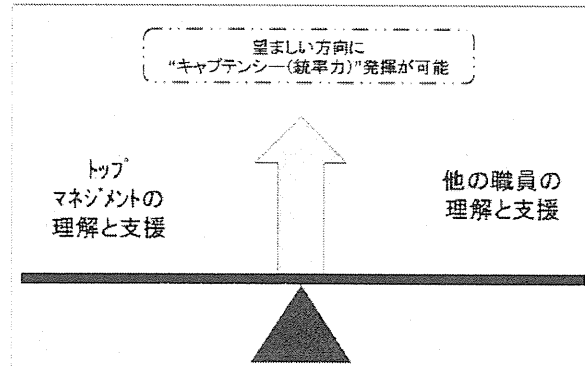 望ましい方向に
“キャプテンシー(統率力)”発揮が可能
トップ
マネジメントの
理解と支援
他の職員の
理解と支援